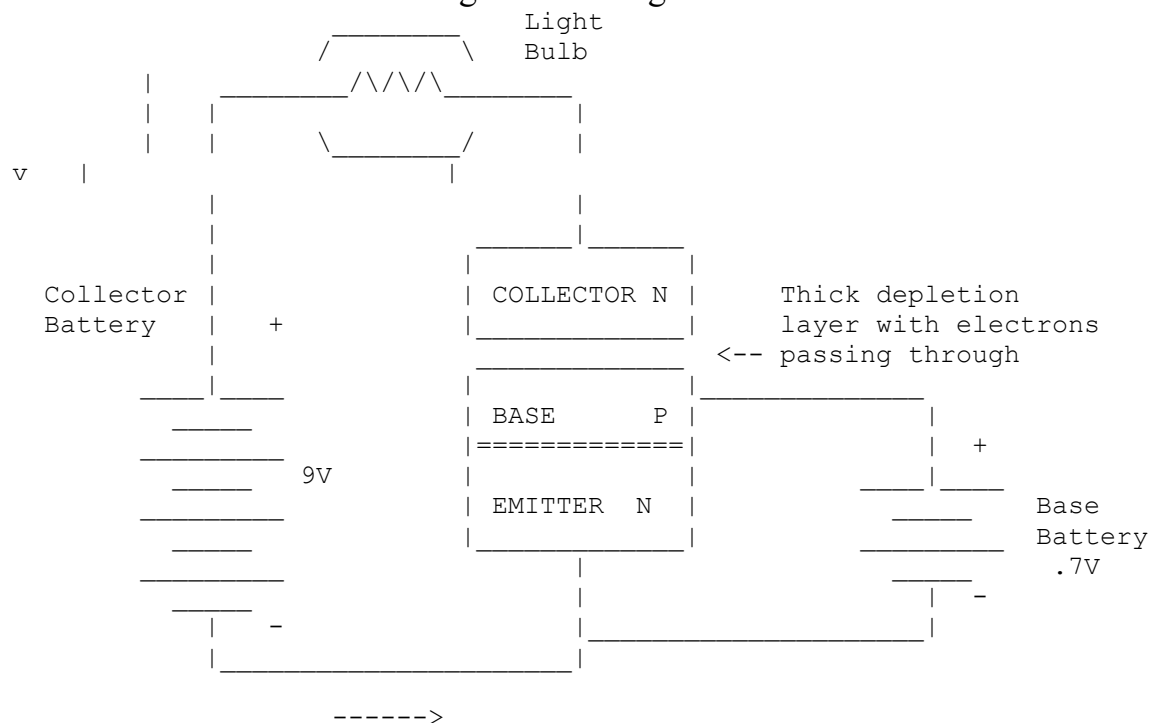 Light
Bulb
v
COLLECTOR N
Thick depletion
Collector
Battery
+
layer with electrons
<-- passing through
BASE P
+
9V
EMITTER N
Base
Battery
.7V
-
-
------>